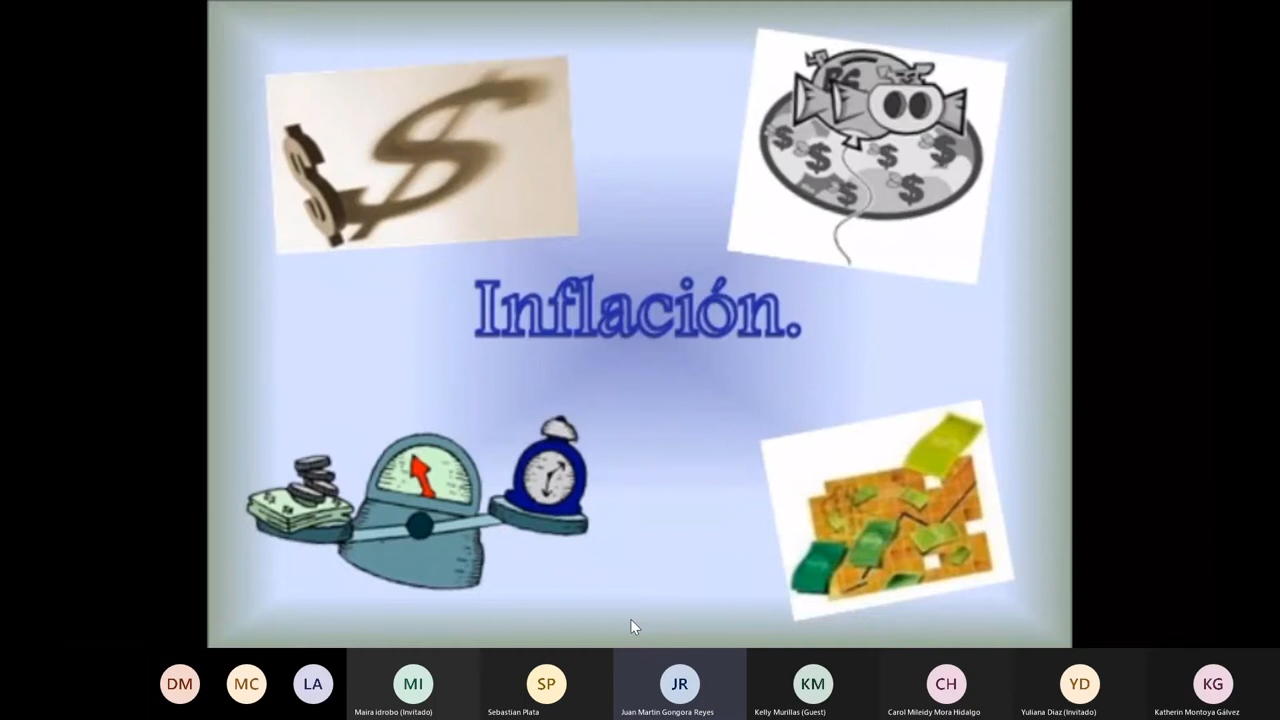 Inflación.
DM
MC
LA
MI
SP
JR
KM
CH
YD
KG
Maira idrobo (Invitado)
Sebastian Plata
Juan Martin Gongora Reyes
Kelly Murillas (Guest)
Carol Mileidy Mora Hidalgo
Yuliana Diaz (Invitado)
Katherin Montoya Gálvez